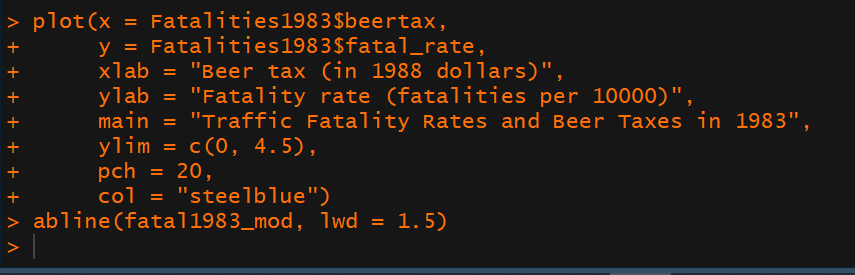 > plot(x = Fatalities1983$beertax,
+      y = Fatalities1983$fatal_rate,
+      xlab = "Beer tax (in 1988 dollars)",
+      ylab = "Fatality rate (fatalities per 10000)",
+      main = "Traffic Fatality Rates and Beer Taxes in 1983",
+      ylim = c(0, 4.5),
+      pch = 20,
+      col = "steelblue")
> abline(fatal1983_mod, lwd = 1.5)
>